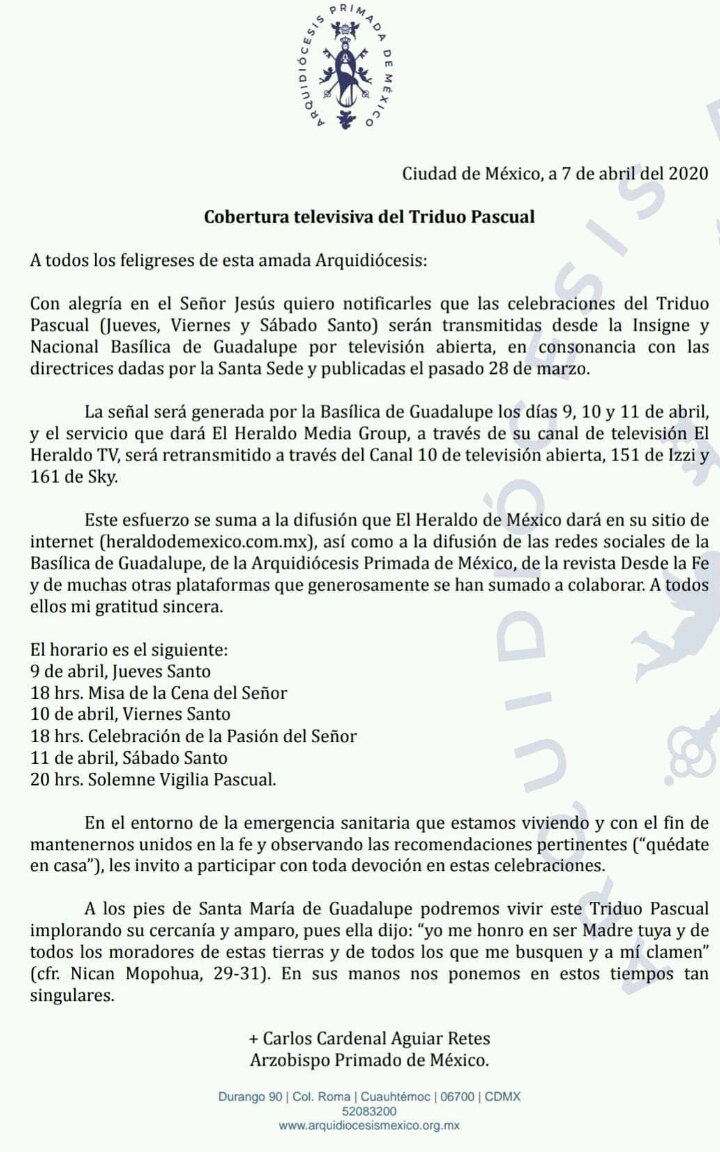 ARQUIDIÓCESIS PRIMADA DE MÉXICO
Ciudad de México, a 7 de abril del 2020
Cobertura televisiva del Triduo Pascual
A todos los feligreses de esta amada Arquidiócesis:
Con alegría en el Señor Jesús quiero notificarles que las celebraciones del Triduo
Pascual (Jueves, Viernes y Sábado Santo) serán transmitidas desde la Insigne y
Nacional Basílica de Guadalupe por televisión abierta, en consonancia con las
directrices dadas por la Santa Sede y publicadas el pasado 28 de marzo.
La señal será generada por la Basílica de Guadalupe los días 9, 10 y 11 de abril,
y el servicio que dará El Heraldo Media Group, a través de su canal de televisión El
Heraldo TV, será retransmitido a través del Canal 10 de televisión abierta, 151 de Izzi y
161 de Sky.
Este esfuerzo se suma a la difusión que El Heraldo de México dará en su sitio de
internet (heraldodemexico.com.mx), así como a la difusión de las redes sociales de la
Basílica de Guadalupe, de la Arquidiócesis Primada de México, de la revista Desde la Fe
y de muchas otras plataformas que generosamente se han sumado a colaborar. A todos
ellos mi gratitud sincera.
El horario es el siguiente:
9 de abril, Jueves Santo
18 hrs. Misa de la Cena del Señor
10 de abril, Viernes Santo
18 hrs. Celebración de la Pasión del Señor
11 de abril, Sábado Santo
20 hrs. Solemne Vigilia Pascual.
En el entorno de la emergencia sanitaria que estamos viviendo y con el fin de
mantenernos unidos en la fe y observando las recomendaciones pertinentes (“quédate
en casa”), les invito a participar con toda devoción en estas celebraciones.
A los pies de Santa María de Guadalupe podremos vivir este Triduo Pascual
implorando su cercanía y amparo, pues ella dijo: “yo me honro en ser Madre tuya y de
todos los moradores de estas tierras y de todos los que me busquen y a mí clamen”
(cfr. Nican Mopohua, 29-31). En sus manos nos ponemos en estos tiempos tan
singulares.
+ Carlos Cardenal Aguiar Retes
Arzobispo Primado de México.
Durango 90 | Col. Roma | Cuauhtémoc | 06700 | CDMX
52083200
www.arquidiocesismexico.org.mx
ARQUIDIÓCESIS